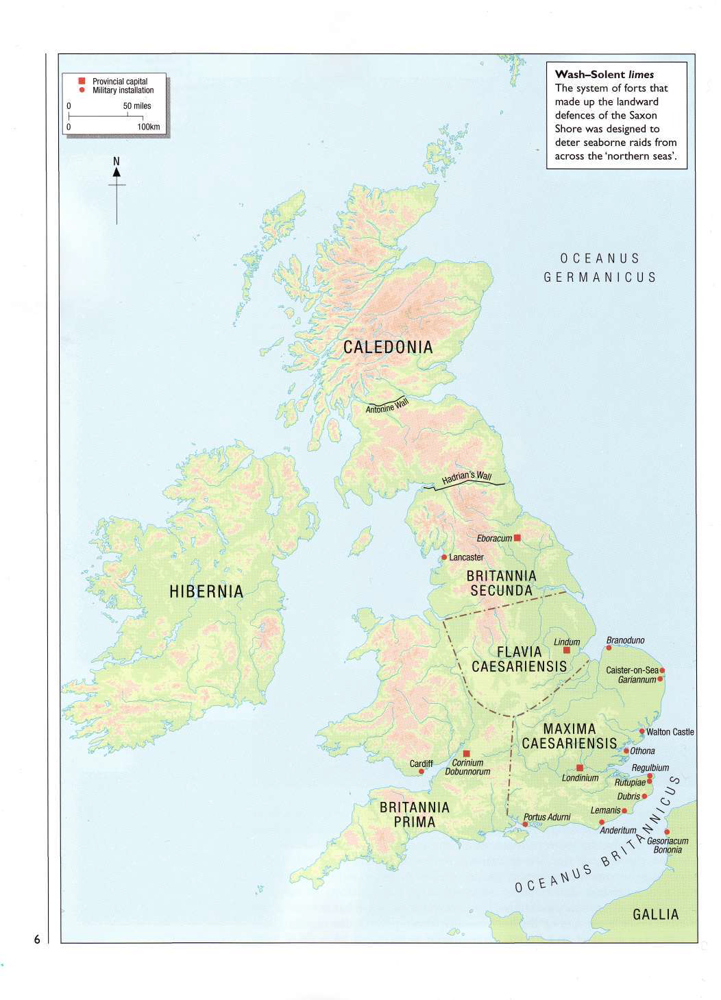 Provincial capital
Military installation
0 50 miles
0 100km
N
Wash–Solent limes
The system of forts that
made up the landward
defences of the Saxon
Shore was designed to
deter seaborne raids from
across the ‘northern seas’.
OCEANUS
GERMANICUS
CALEDONIA
Antonine Wall
Hadrian's Wall
Eboracum
Lancaster
BRITANNIA
SECUNDA
HIBERNIA
Lindum
Branoduno
FLAVIA
CAESARIENSIS
Caister-on-Sea
Gariannum
MAXIMA
CAESARIENSIS
Walton Castle
Othona
Cardiff
Corinium
Dobunnorum
Londinium
Regulbium
Rutupiae
Dubris
Lemanis
BRITANNIA
PRIMA
Portus Adurni
Anderitum
Gesoriacum
Bononia
OCEANUS BRITANNICUS
GALLIA
6